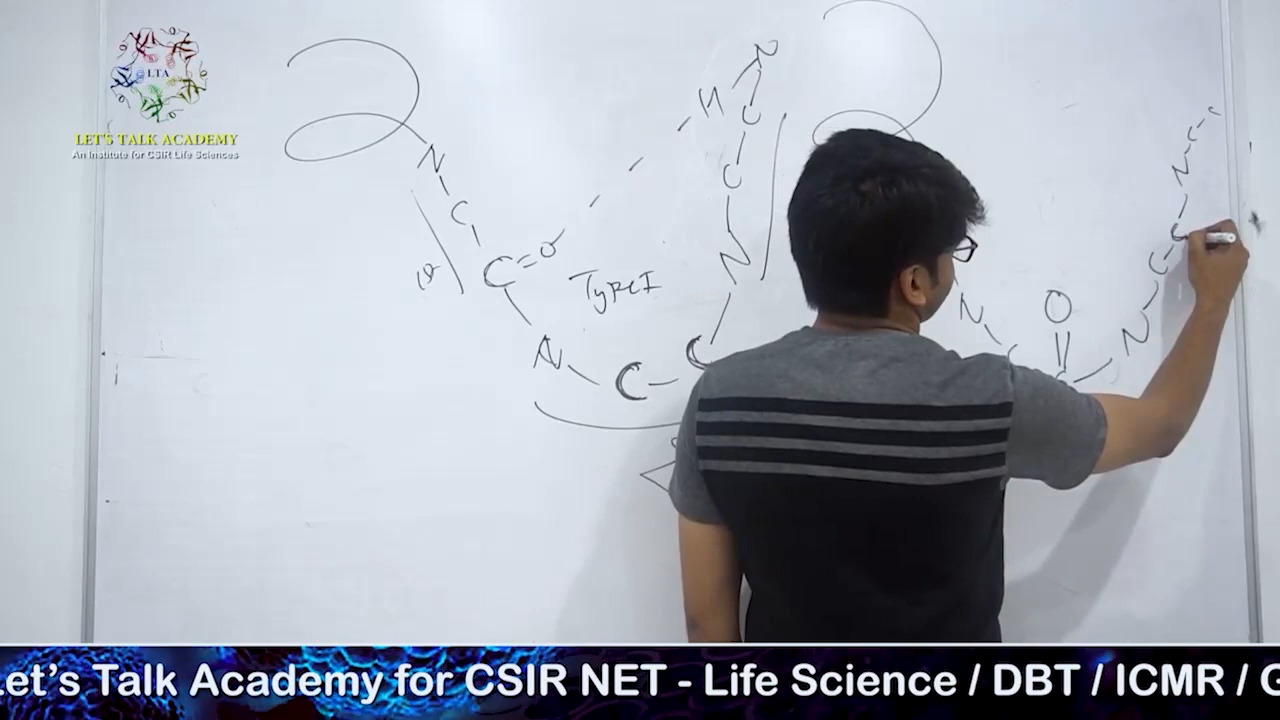 LTA
LET'S TALK ACADEMY
An Institute for CSIR Life Sciences
N
C
C=O
Type I
N - C - C
N
C
C
H
N
N
O
N
C
C
N
C
Let's Talk Academy for CSIR NET - Life Science / DBT / ICMR / G